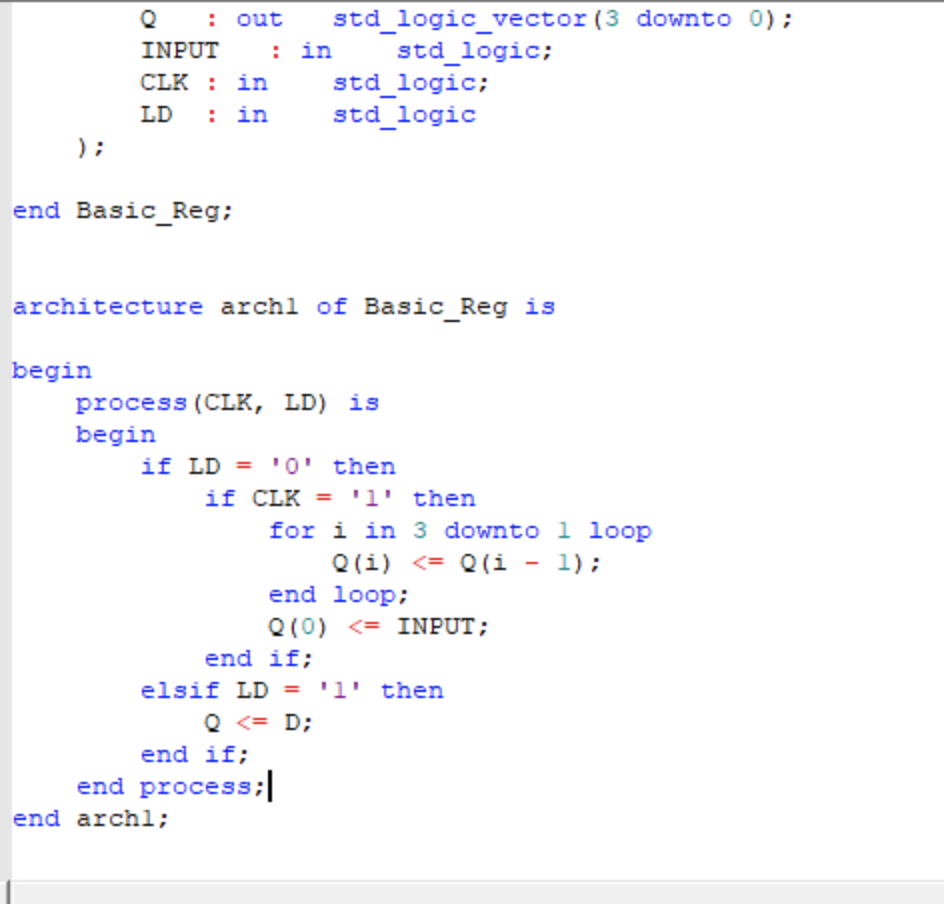 Q : out std_logic_vector(3 downto 0);
INPUT : in std_logic;
CLK : in std_logic;
LD : in std_logic
);
end Basic_Reg;
architecture arch1 of Basic_Reg is
begin
process(CLK, LD) is
begin
if LD = '0' then
if CLK = '1' then
for i in 3 downto 1 loop
Q(i) <= Q(i - 1);
end loop;
Q(0) <= INPUT;
end if;
elsif LD = '1' then
Q <= D;
end if;
end process;
end arch1;